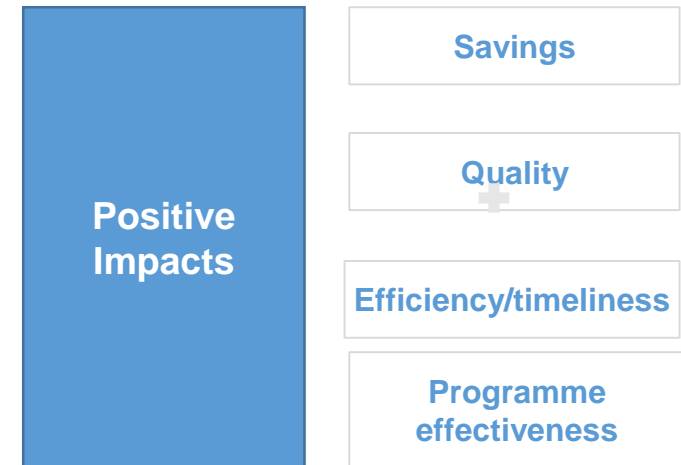 Positive
Impacts
Savings
Quality
Efficiency/timeliness
Programme
effectiveness